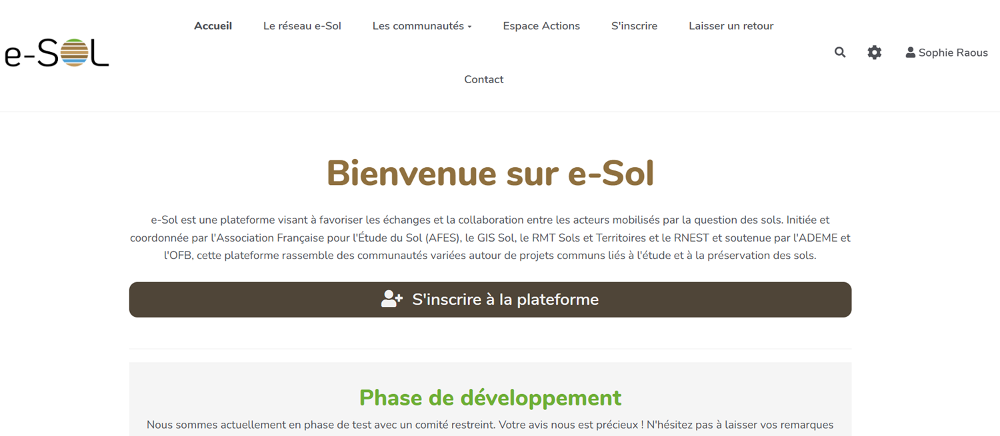 e-SOL
Accueil
Le réseau e-Sol
Les communautés
Espace Actions
S'inscrire
Laisser un retour
Contact
Sophie Raous
Bienvenue sur e-Sol
e-Sol est une plateforme visant à favoriser les échanges et la collaboration entre les acteurs mobilisés par la question des sols. Initiée et
coordonnée par l'Association Française pour l'Étude du Sol (AFES), le GIS Sol, le RMT Sols et Territoires et le RNEST et soutenue par l'ADEME et
l'OFB, cette plateforme rassemble des communautés variées autour de projets communs liés à l'étude et à la préservation des sols.
S'inscrire à la plateforme
Phase de développement
Nous sommes actuellement en phase de test avec un comité restreint. Votre avis nous est précieux ! N'hésitez pas à laisser vos remarques